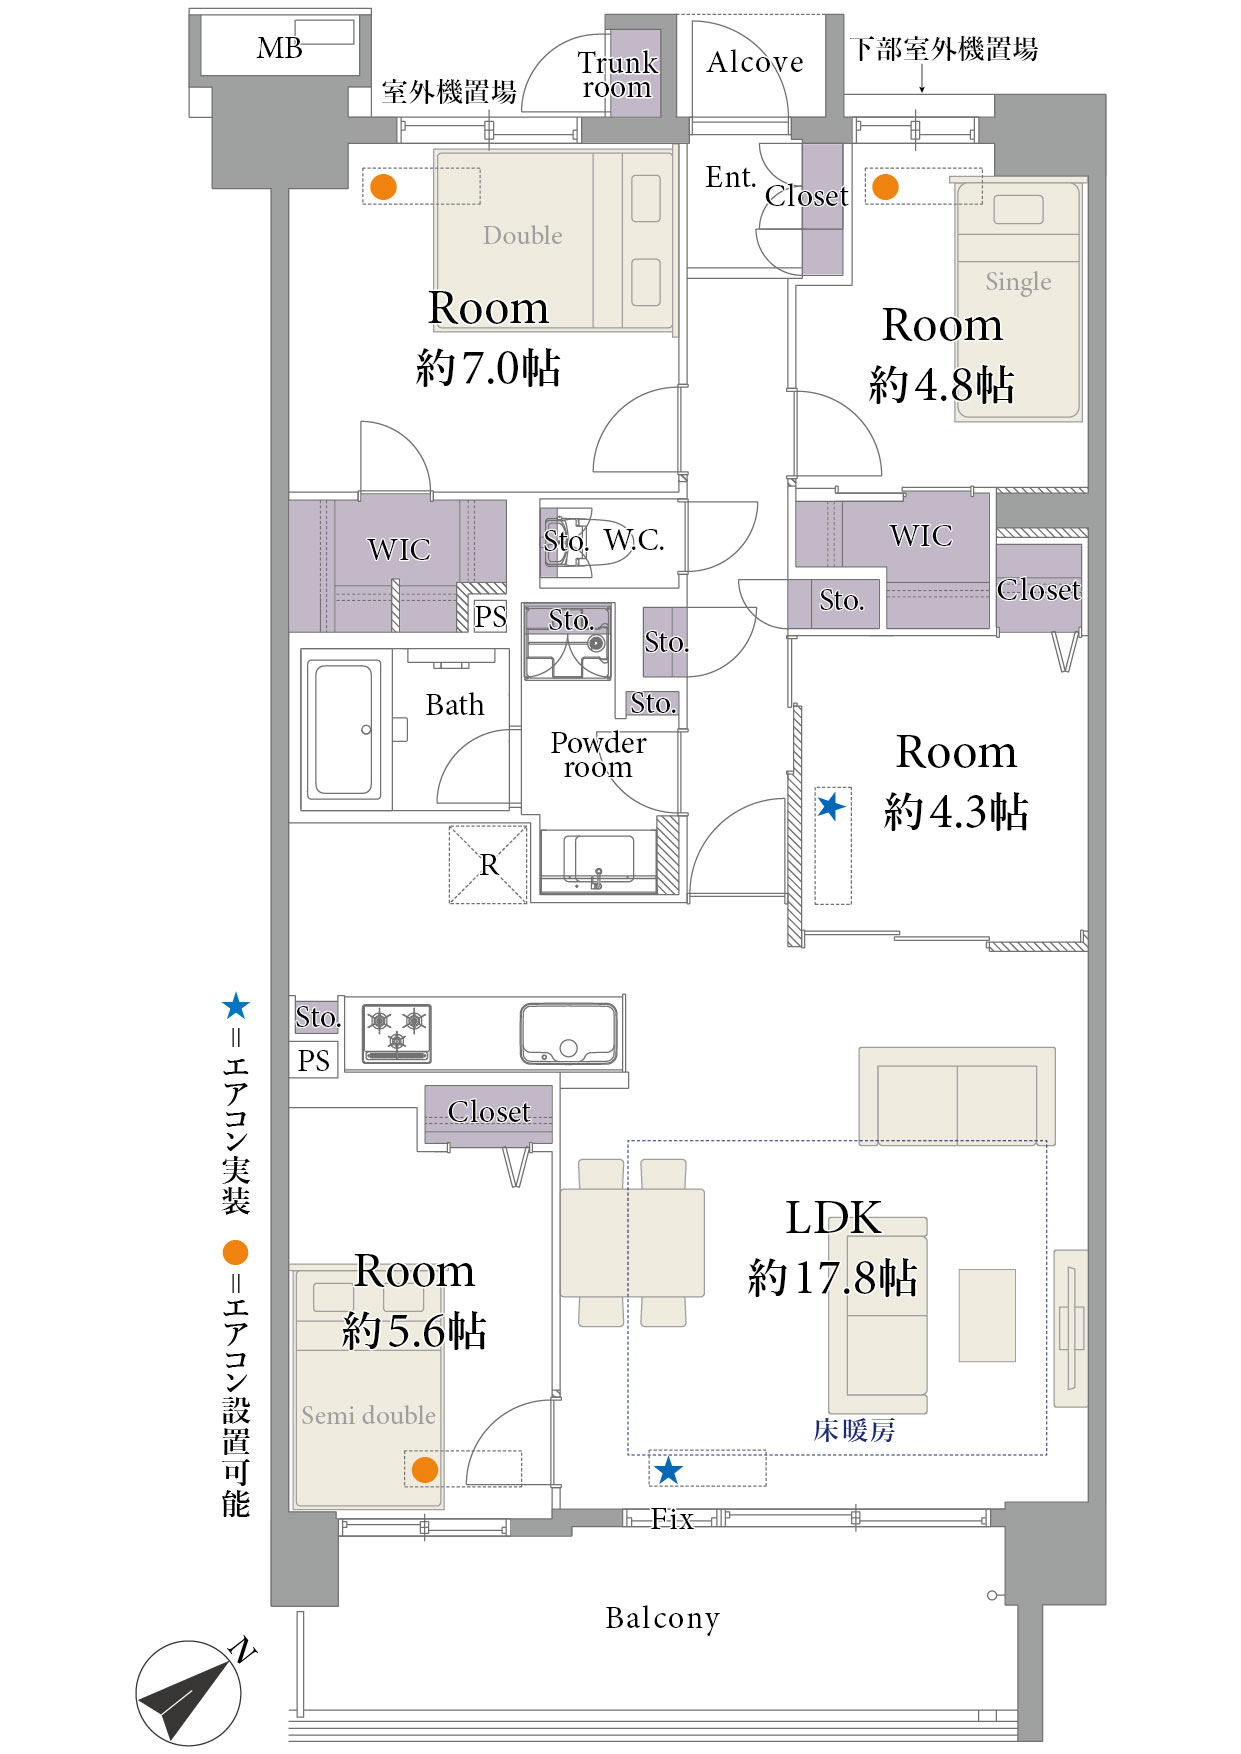 MB
Trunk
room
Alcove
下部室外機置場
室外機置場
Ent.
Closet
Double
Single
Room
約7.0帖
Room
約4.8帖
WIC
Sto.
W.C.
WIC
Closet
PS
Sto.
Sto.
Sto.
Sto.
Bath
Powder
room
Room
約4.3帖
R
Sto.
PS
Closet
LDK
約17.8帖
Room
約5.6帖
Semi double
床暖房
Fix
Balcony
★=エアコン実装 ●=エアコン設置可能
N